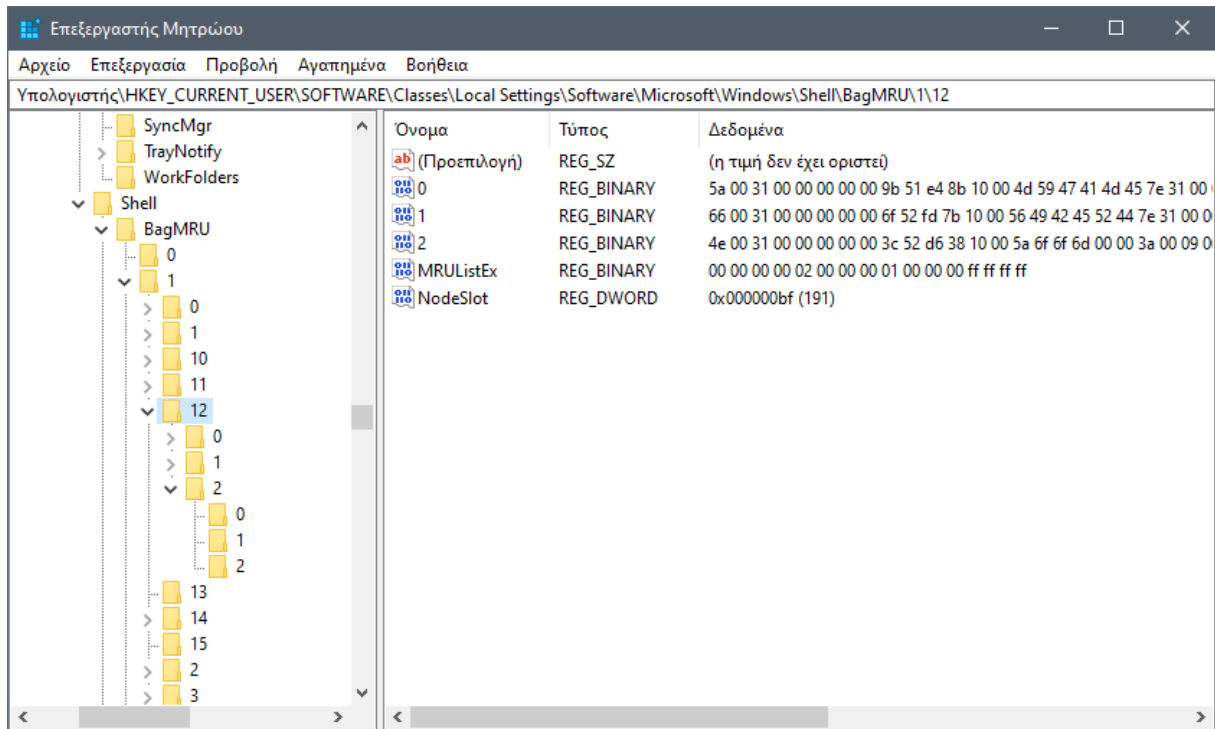 Επεξεργαστής Μητρώου
Αρχείο Επεξεργασία Προβολή Αγαπημένα Βοήθεια
Υπολογιστής\HKEY_CURRENT_USER\SOFTWARE\Classes\Local Settings\Software\Microsoft\Windows\Shell\BagMRU\1\12
SyncMgr
TrayNotify
WorkFolders
Shell
BagMRU
0
1
0
1
10
11
12
0
1
2
0
1
2
13
14
15
2
3
Όνομα Τύπος Δεδομένα
(Προεπιλογή) REG_SZ (η τιμή δεν έχει οριστεί)
0 REG_BINARY 5a 00 31 00 00 00 00 00 9b 51 e4 8b 10 00 4d 59 47 41 4d 45 7e 31 00
1 REG_BINARY 66 00 31 00 00 00 00 00 6f 52 fd 7b 10 00 56 49 42 45 52 44 7e 31 00 0
2 REG_BINARY 4e 00 31 00 00 00 00 00 3c 52 d6 38 10 00 5a 6f 6f 6d 00 00 3a 00 09 0
MRUListEx REG_BINARY 00 00 00 00 02 00 00 00 01 00 00 00 ff ff ff ff
NodeSlot REG_DWORD 0x000000bf (191)